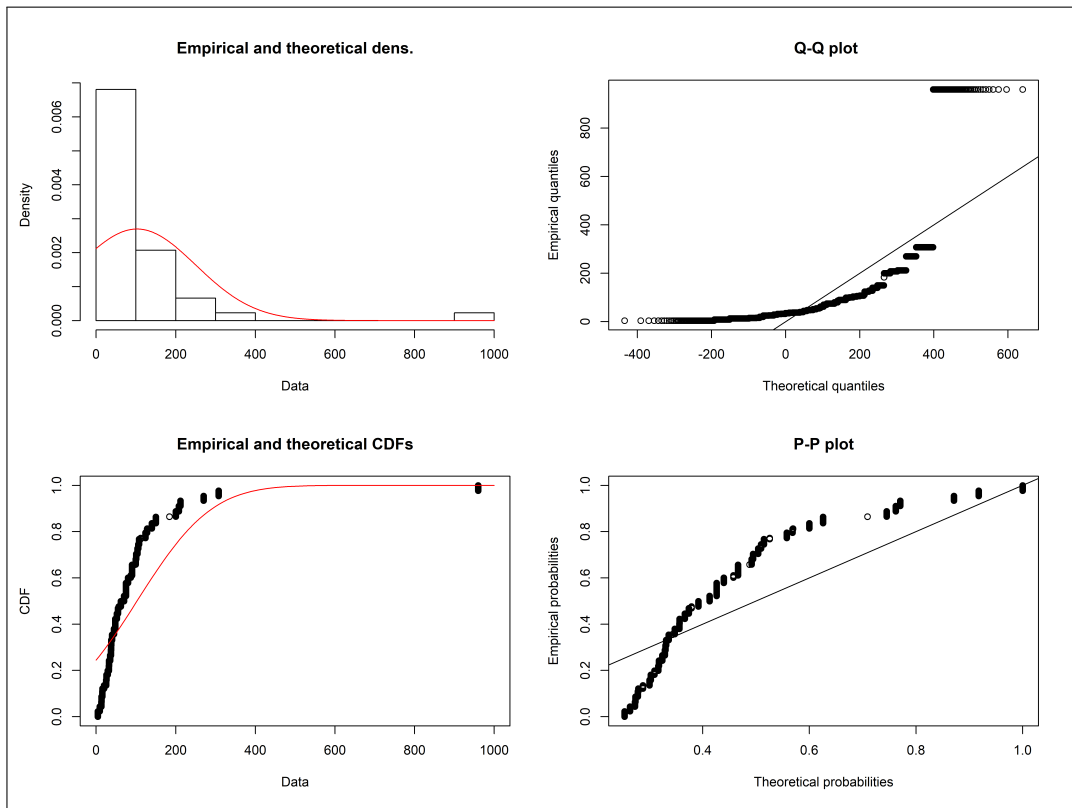 Empirical and theoretical dens.
Density
0.000 0.002 0.004 0.006
0 200 400 600 800 1000
Data
Q-Q plot
Empirical quantiles
0 200 400 600 800
-400 -200 0 200 400 600
Theoretical quantiles
Empirical and theoretical CDFs
CDF
0.0 0.2 0.4 0.6 0.8 1.0
0 200 400 600 800 1000
Data
P-P plot
Empirical probabilities
0.0 0.2 0.4 0.6 0.8 1.0
0.4 0.6 0.8 1.0
Theoretical probabilities